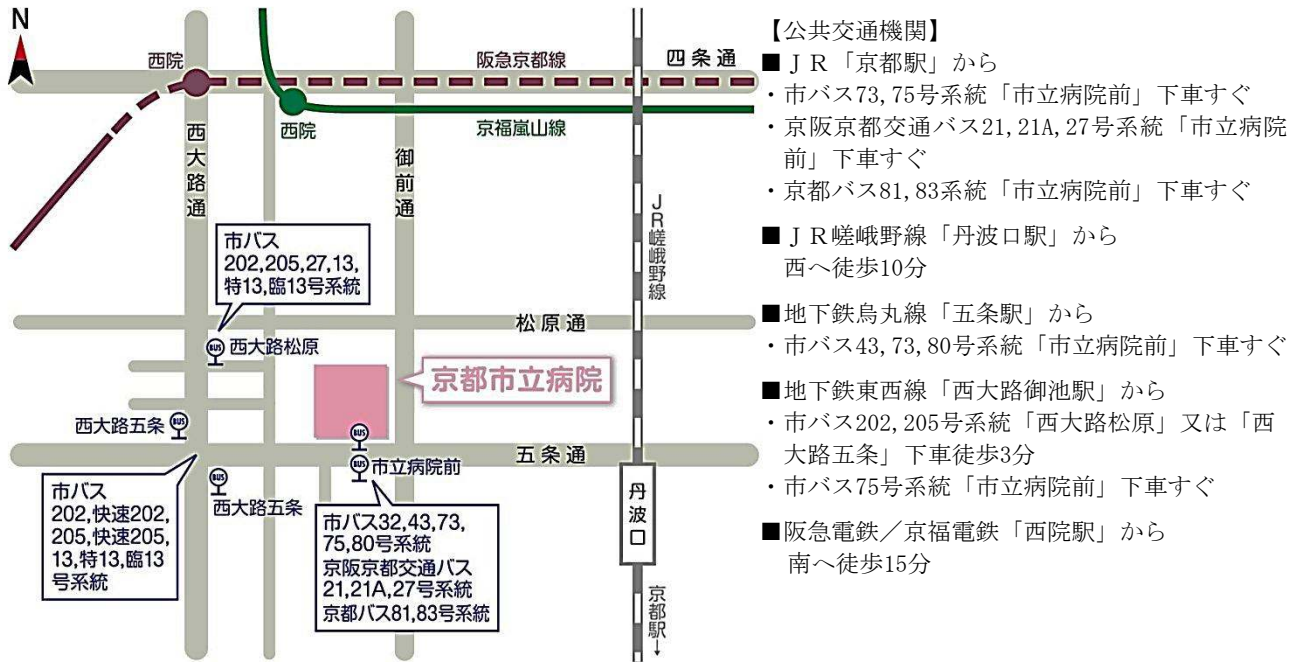 N
西院
阪急京都線
四条通
西院
京福嵐山線
西大路通
御前通
JR嵯峨野線
市バス
202,205,27,13,
特13,臨13号系統
松原通
BUS 西大路松原
京都市立病院
西大路五条 BUS
BUS
五条通
BUS 市立病院前
BUS
西大路五条
市バス
202,快速202,
205,快速205,
13,特13,臨13
号系統
市バス32,43,73,
75,80号系統
京阪京都交通バス
21,21A,27号系統
京都バス81,83号系統
丹波口
京都駅→
【公共交通機関】
■ＪＲ「京都駅」から
・市バス73,75号系統「市立病院前」下車すぐ
・京阪京都交通バス21,21A,27号系統「市立病院
前」下車すぐ
・京都バス81,83系統「市立病院前」下車すぐ
■ＪＲ嵯峨野線「丹波口駅」から
西へ徒歩10分
■地下鉄烏丸線「五条駅」から
・市バス43,73,80号系統「市立病院前」下車すぐ
■地下鉄東西線「西大路御池駅」から
・市バス202,205号系統「西大路松原」又は「西
大路五条」下車徒歩3分
・市バス75号系統「市立病院前」下車すぐ
■阪急電鉄／京福電鉄「西院駅」から
南へ徒歩15分